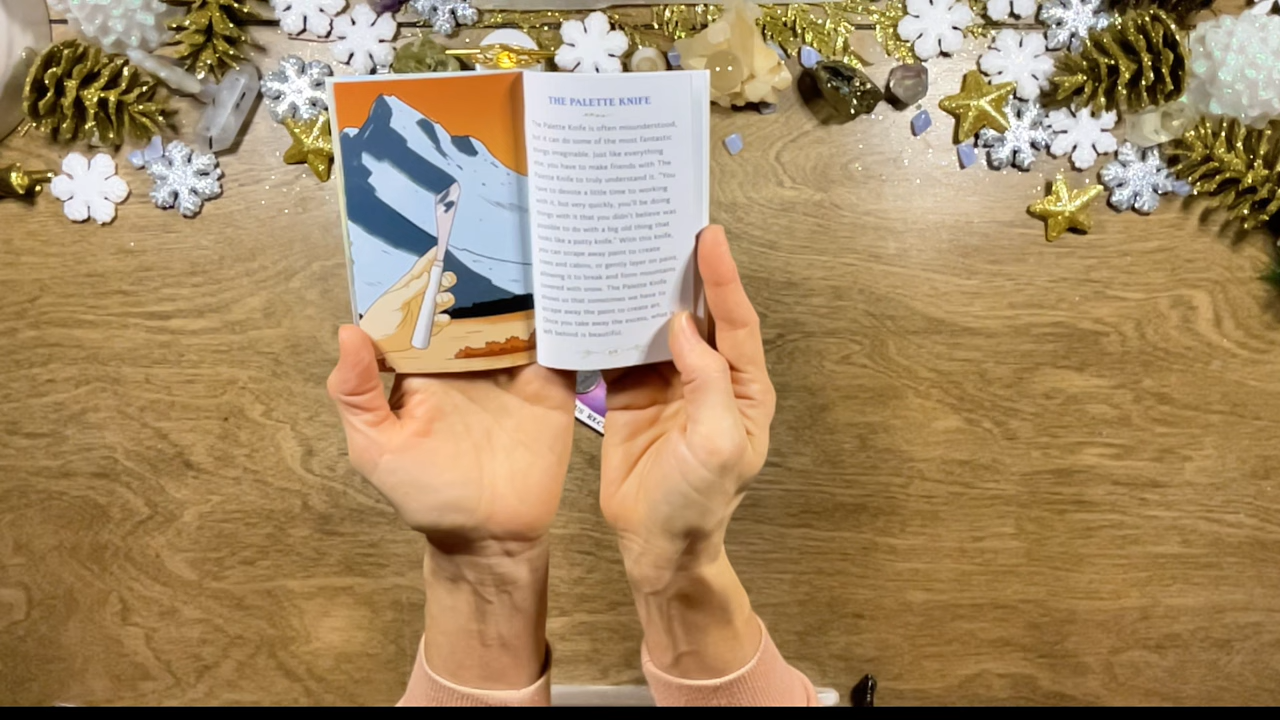 THE PALETTE KNIFE
The Palette Knife is often misunderstood,
but it can do some of the most fantastic
things imaginable. Just like everything
else, you have to make friends with The
Palette Knife to truly understand it. "You
have to devote a little time to working
with it, but very quickly, you'll be doing
things with it that you didn't believe was
possible to do with a big old thing that
looks like a putty knife." With this knife,
you can scrape away paint to create
trees and cabins, or gently layer on paint,
allowing it to break and form mountains
covered with snow. The Palette Knife
shows us that sometimes we have to
scrape away the paint to create art.
Once you take away the excess, what
left behind is beautiful.